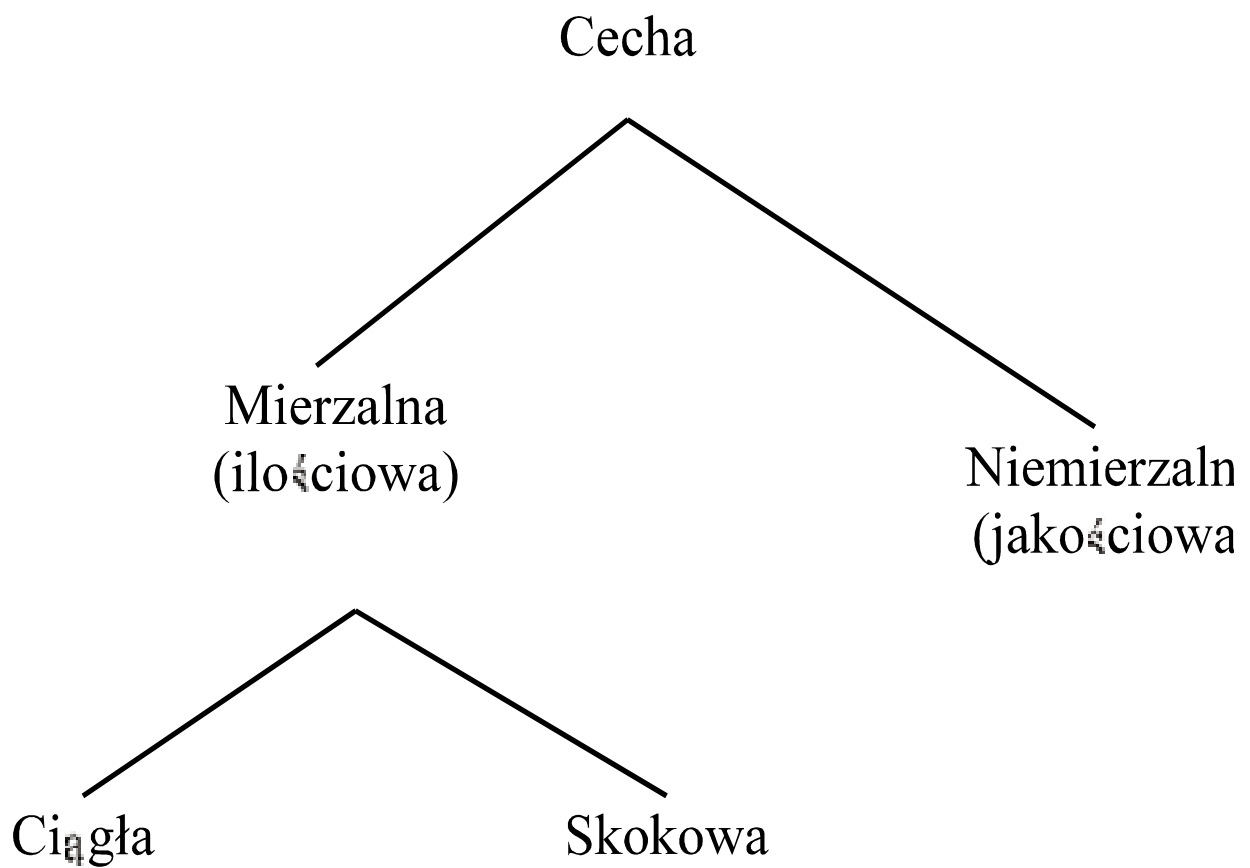 Cecha
Mierzalna
(ilościowa)
Niemierzaln
(jakościowa
Ciągła
Skokowa